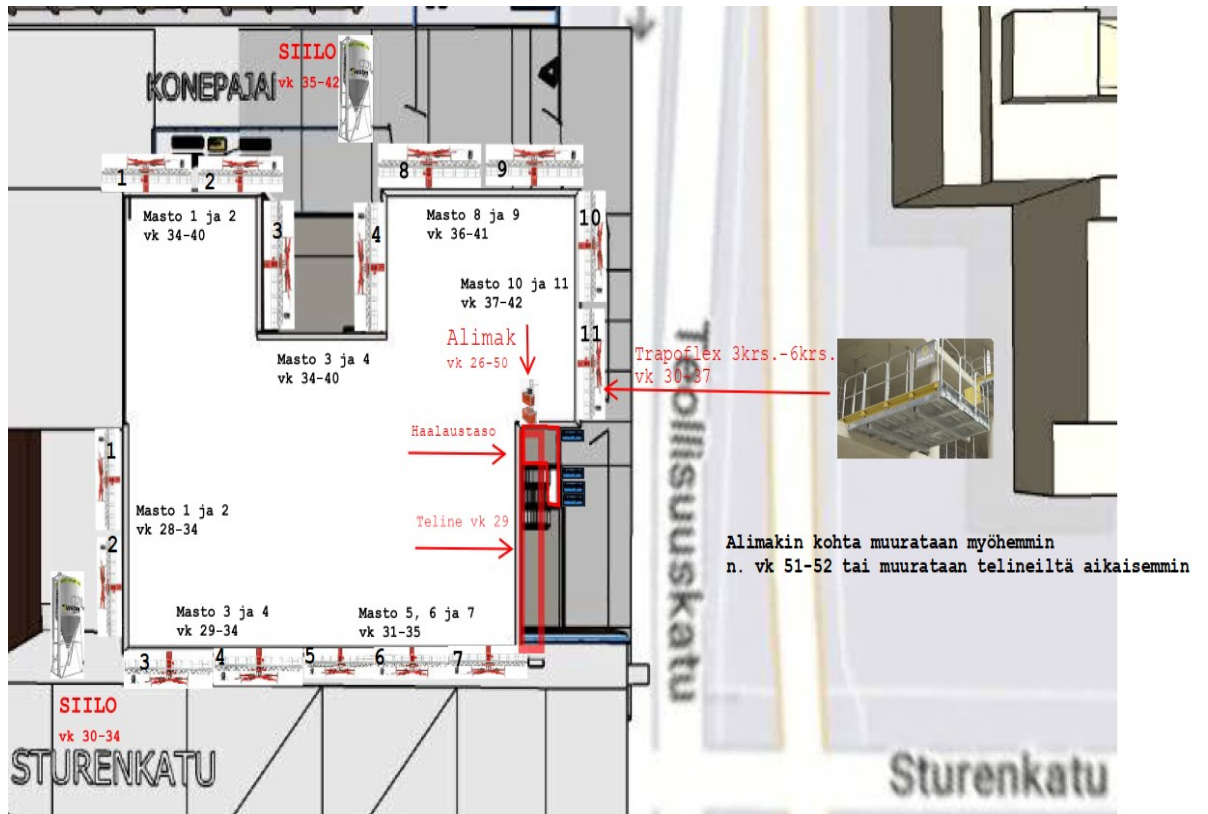 SIILO
vk 35-42
KONEPAJAI
1
2
8
9
Masto 1 ja 2
vk 34-40
3
4
Masto 8 ja 9
vk 36-41
10
Masto 10 ja 11
vk 37-42
11
Masto 3 ja 4
vk 34-40
Alimak
vk 26-50
Trapoflex 3krs.-6krs.
vk 30-37
Teollisuuskatu
Haalaustaso
1
Masto 1 ja 2
vk 28-34
2
Teline vk 29
Alimakin kohta muurataan myöhemmin
n. vk 51-52 tai muurataan telineiltä aikaisemmin
Masto 3 ja 4
vk 29-34
Masto 5, 6 ja 7
vk 31-35
3
4
5
6
7
SIILO
vk 30-34
STURENKATU
Sturenkatu